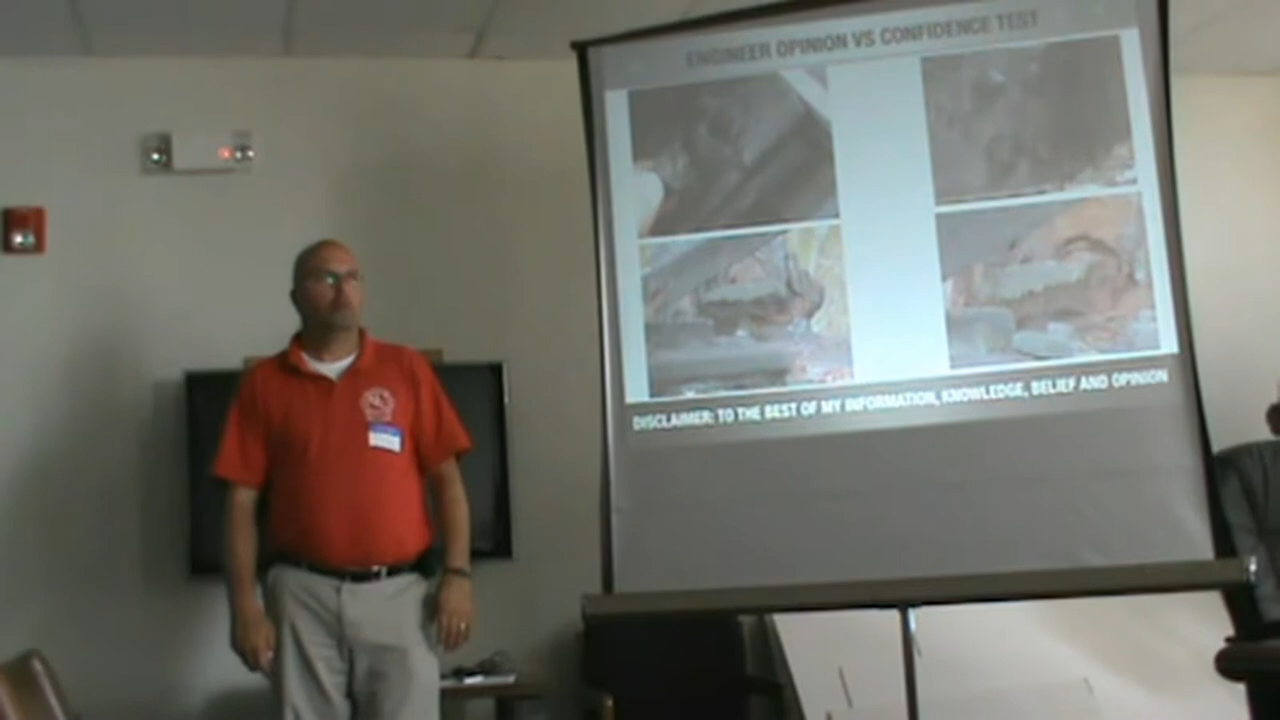 ENGINEER OPINION VS CONFIDENCE TEST
DISCLAIMER: TO THE BEST OF MY INFORMATION, KNOWLEDGE, BELIEF AND OPINION